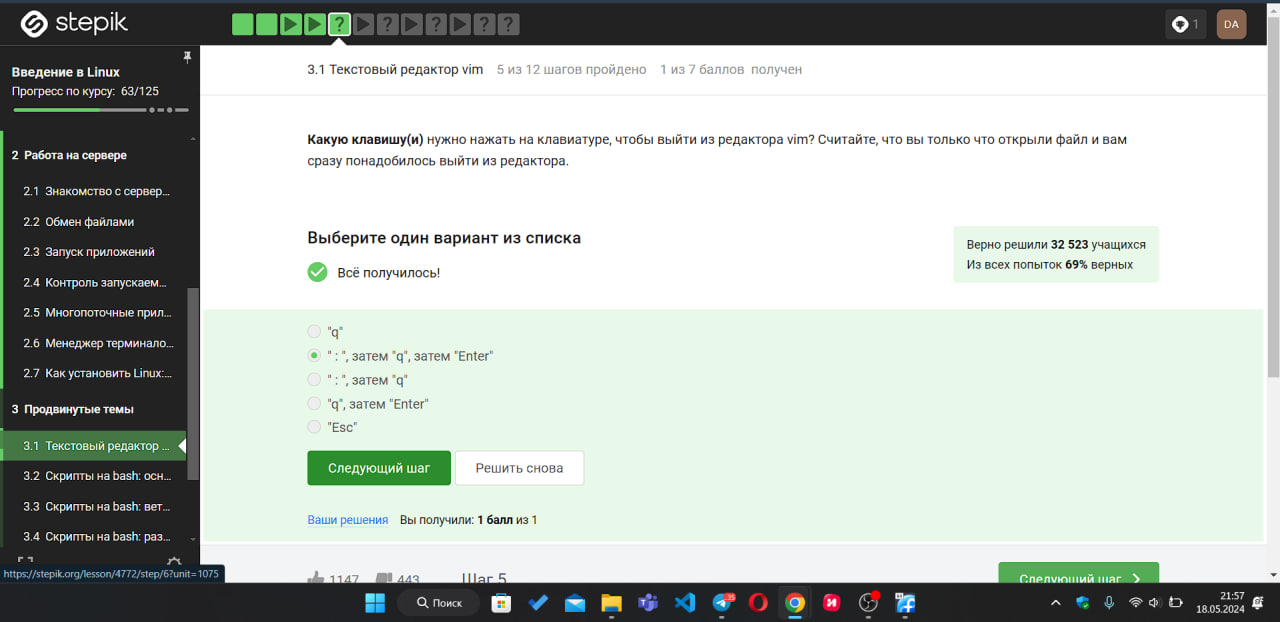 stepik
?
?
?
?
?
1
DA
Введение в Linux
Прогресс по курсу: 63/125
2 Работа на сервере
2.1 Знакомство с сервер...
2.2 Обмен файлами
2.3 Запуск приложений
2.4 Контроль запускаем...
2.5 Многопоточные прил...
2.6 Менеджер терминало...
2.7 Как установить Linux:...
3 Продвинутые темы
3.1 Текстовый редактор ...
3.2 Скрипты на bash: осн...
3.3 Скрипты на bash: вет...
3.4 Скрипты на bash: раз...
https://stepik.org/lesson/4772/step/6?unit=1075
3.1 Текстовый редактор vim 5 из 12 шагов пройдено 1 из 7 баллов получен
Какую клавишу(и) нужно нажать на клавиатуре, чтобы выйти из редактора vim? Считайте, что вы только что открыли файл и вам
сразу понадобилось выйти из редактора.
Выберите один вариант из списка
Всё получилось!
Верно решили 32 523 учащихся
Из всех попыток 69% верных
"q"
" : ", затем "q", затем "Enter"
" : ", затем "q"
"q", затем "Enter"
"Esc"
Следующий шаг
Решить снова
Ваши решения Вы получили: 1 балл из 1
1147 443 Шаг 5
Следующий шаг
Поиск
21:57
18.05.2024